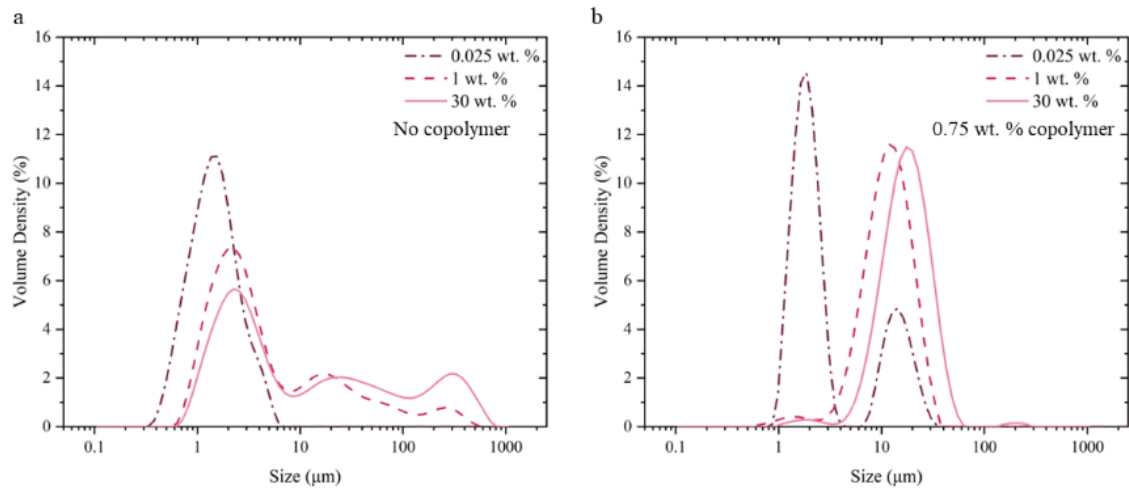 a
16
14
12
10
8
6
4
2
0
Volume Density (%)
0.025 wt. %
1 wt. %
30 wt. %
No copolymer
0.1
1
10
100
1000
Size (μm)
b
16
14
12
10
8
6
4
2
0
Volume Density (%)
0.025 wt. %
1 wt. %
30 wt. %
0.75 wt. % copolymer
0.1
1
10
100
1000
Size (μm)